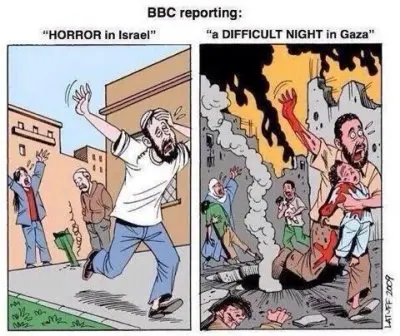 BBC reporting:
"HORROR in Israel"
"a DIFFICULT NIGHT in Gaza"
LATUFF 2009